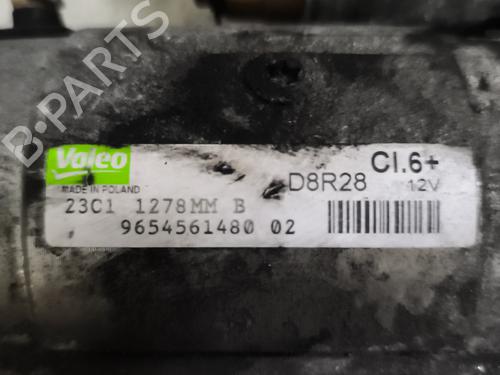 B-PARTS
Valeo
MADE IN POLAND
D8R28
Cl.6+
12V
23C1 1278MM B
9654561480 02